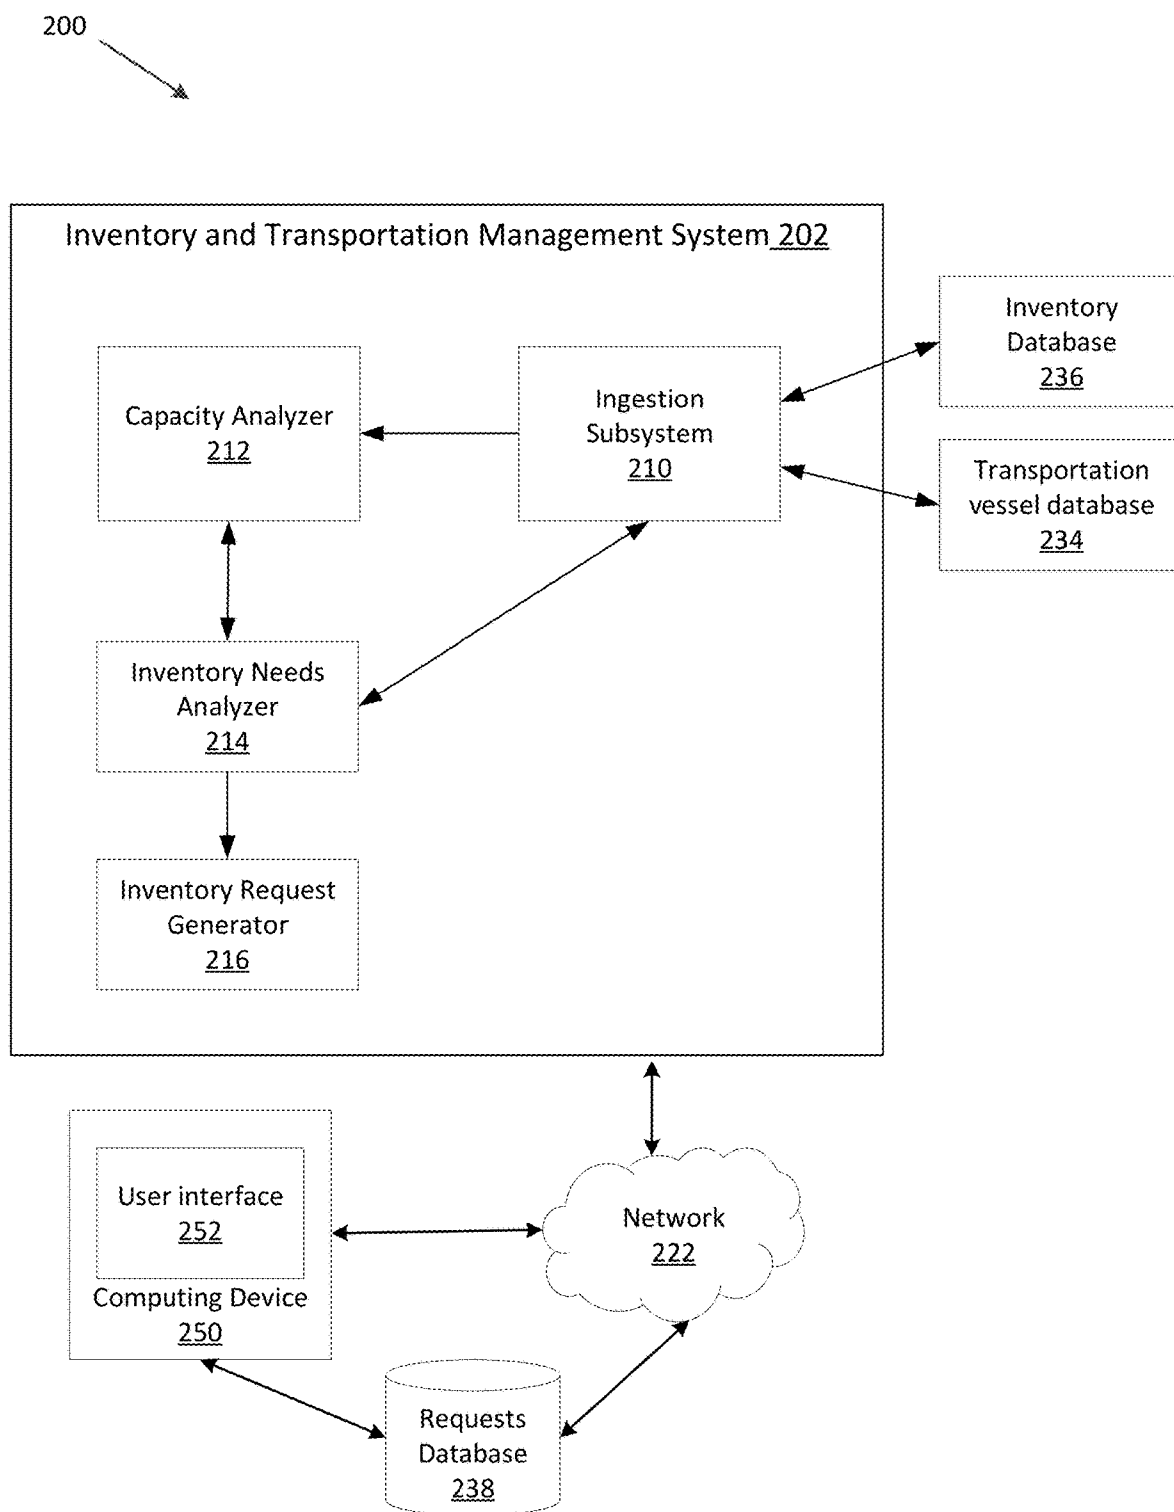 200
Inventory and Transportation Management System 202
Inventory
Database
236
Capacity Analyzer
212
Ingestion
Subsystem
210
Transportation
vessel database
234
Inventory Needs
Analyzer
214
Inventory Request
Generator
216
User interface
252
Computing Device
250
Network
222
Requests
Database
238